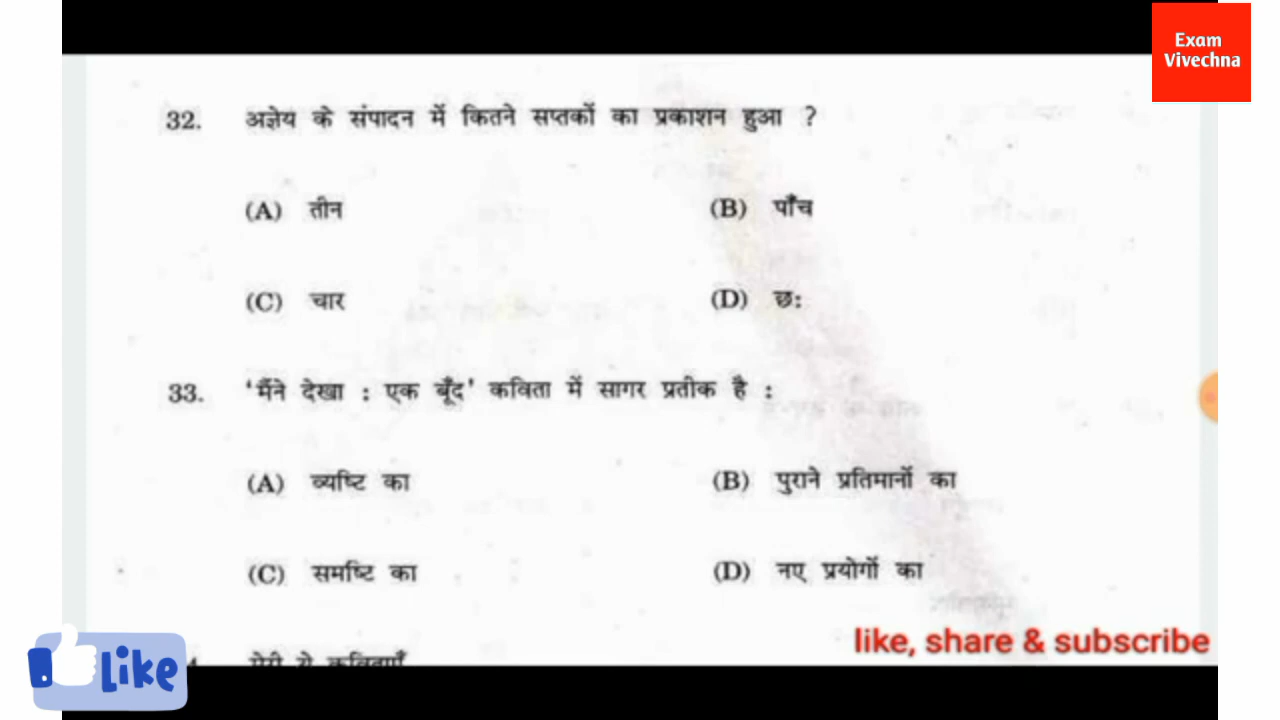 Exam
Vivechna
32. अज्ञेय के संपादन में कितने सप्तकों का प्रकाशन हुआ ?
(A) तीन (B) पाँच
(C) चार (D) छः
33. 'मैंने देखा : एक बूँद' कविता में सागर प्रतीक है :
(A) व्यष्टि का (B) पुराने प्रतिमानों का
(C) समष्टि का (D) नए प्रयोगों का
like, share & subscribe
Like